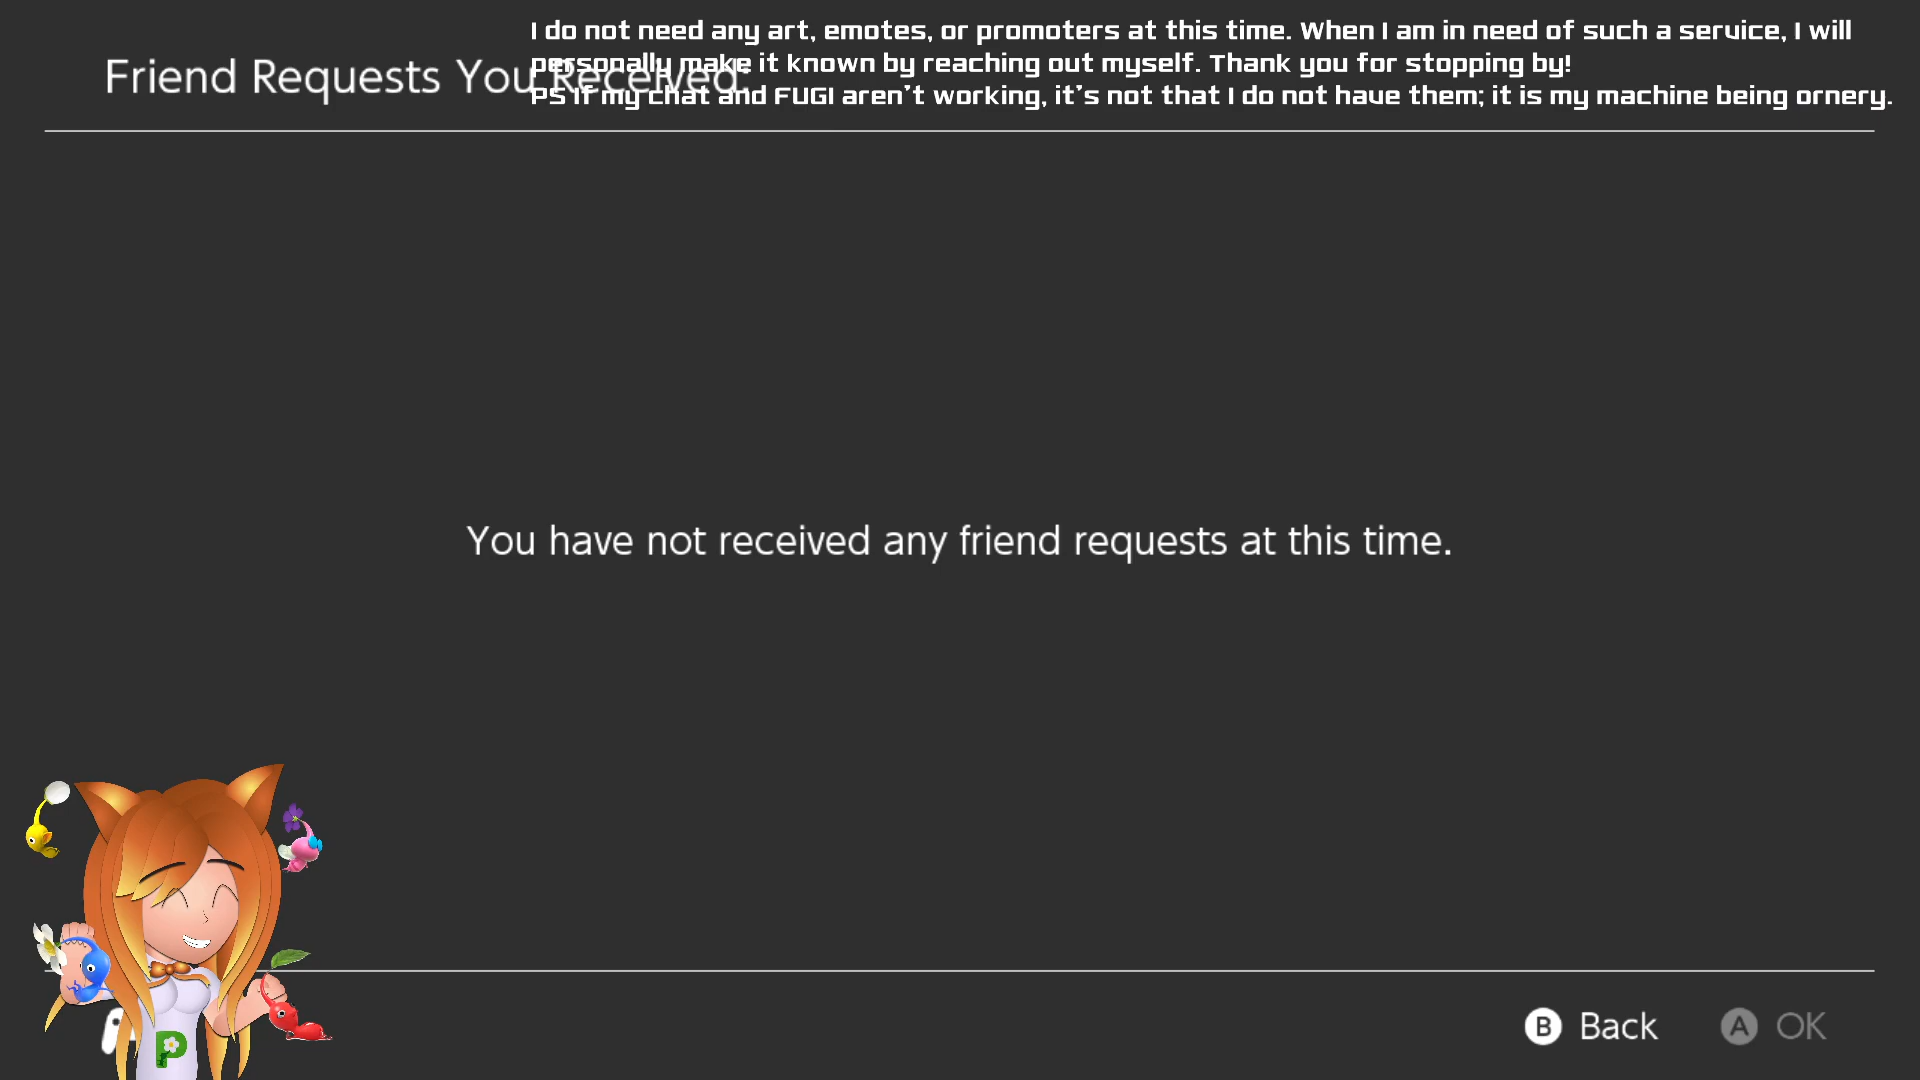 I do not need any art, emotes, or promoters at this time. When I am in need of such a service, I will
personally make it known by reaching out myself. Thank you for stopping by!
PS If my chat and FUGI aren't working, it's not that I do not have them; it is my machine being ornery.
Friend Requests You Received:
You have not received any friend requests at this time.
P
B Back
A OK